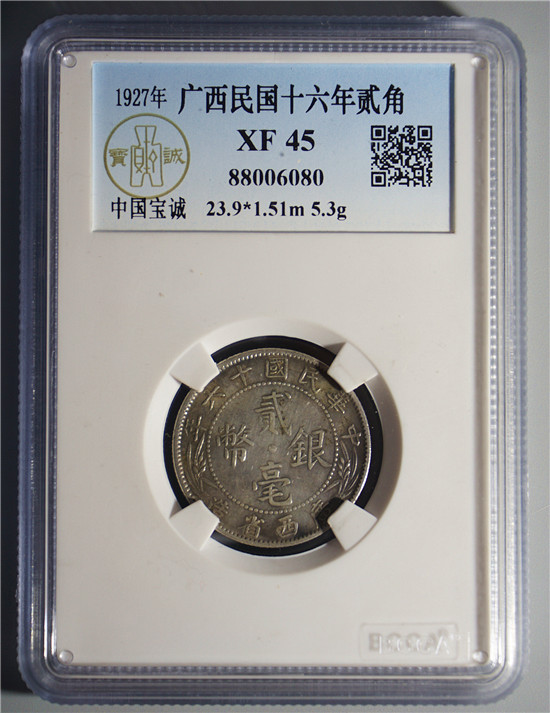 1927年 广西民国十六年贰角
XF 45
88006080
寶 誠
中国宝诚 23.9*1.51m 5.3g
中華民國十六年
貳毫銀幣
西省